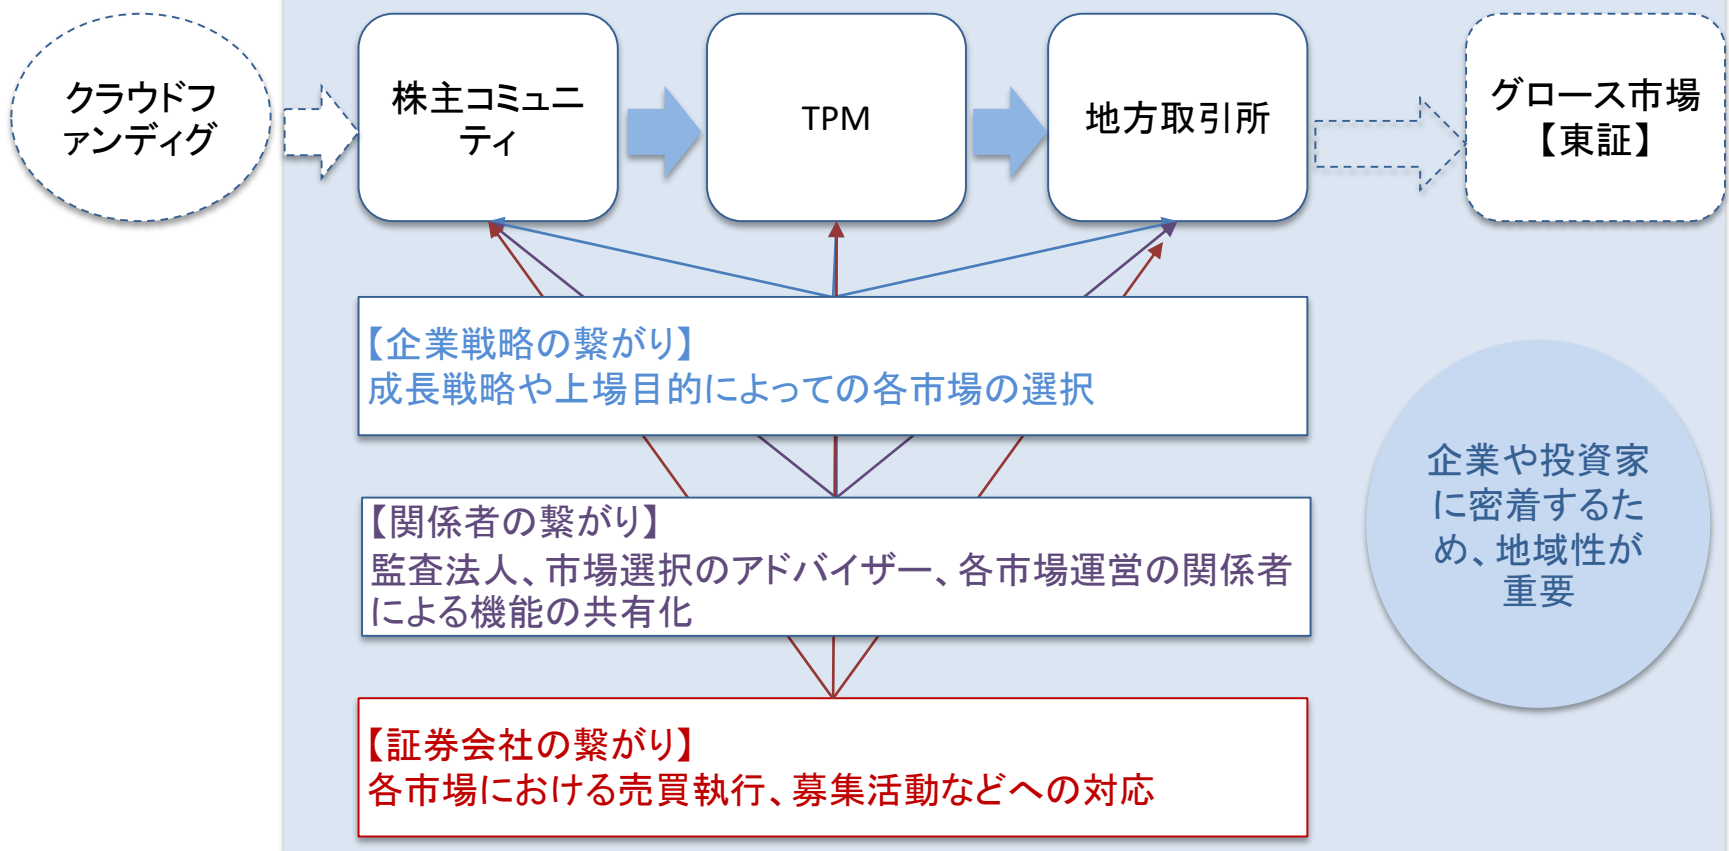 クラウドフ
ァンディグ
株主コミュニ
ティ
TPM
地方取引所
グロース市場
【東証】
【企業戦略の繋がり】
成長戦略や上場目的によっての各市場の選択
【関係者の繋がり】
監査法人、市場選択のアドバイザー、各市場運営の関係者
による機能の共有化
【証券会社の繋がり】
各市場における売買執行、募集活動などへの対応
企業や投資家
に密着するた
め、地域性が
重要